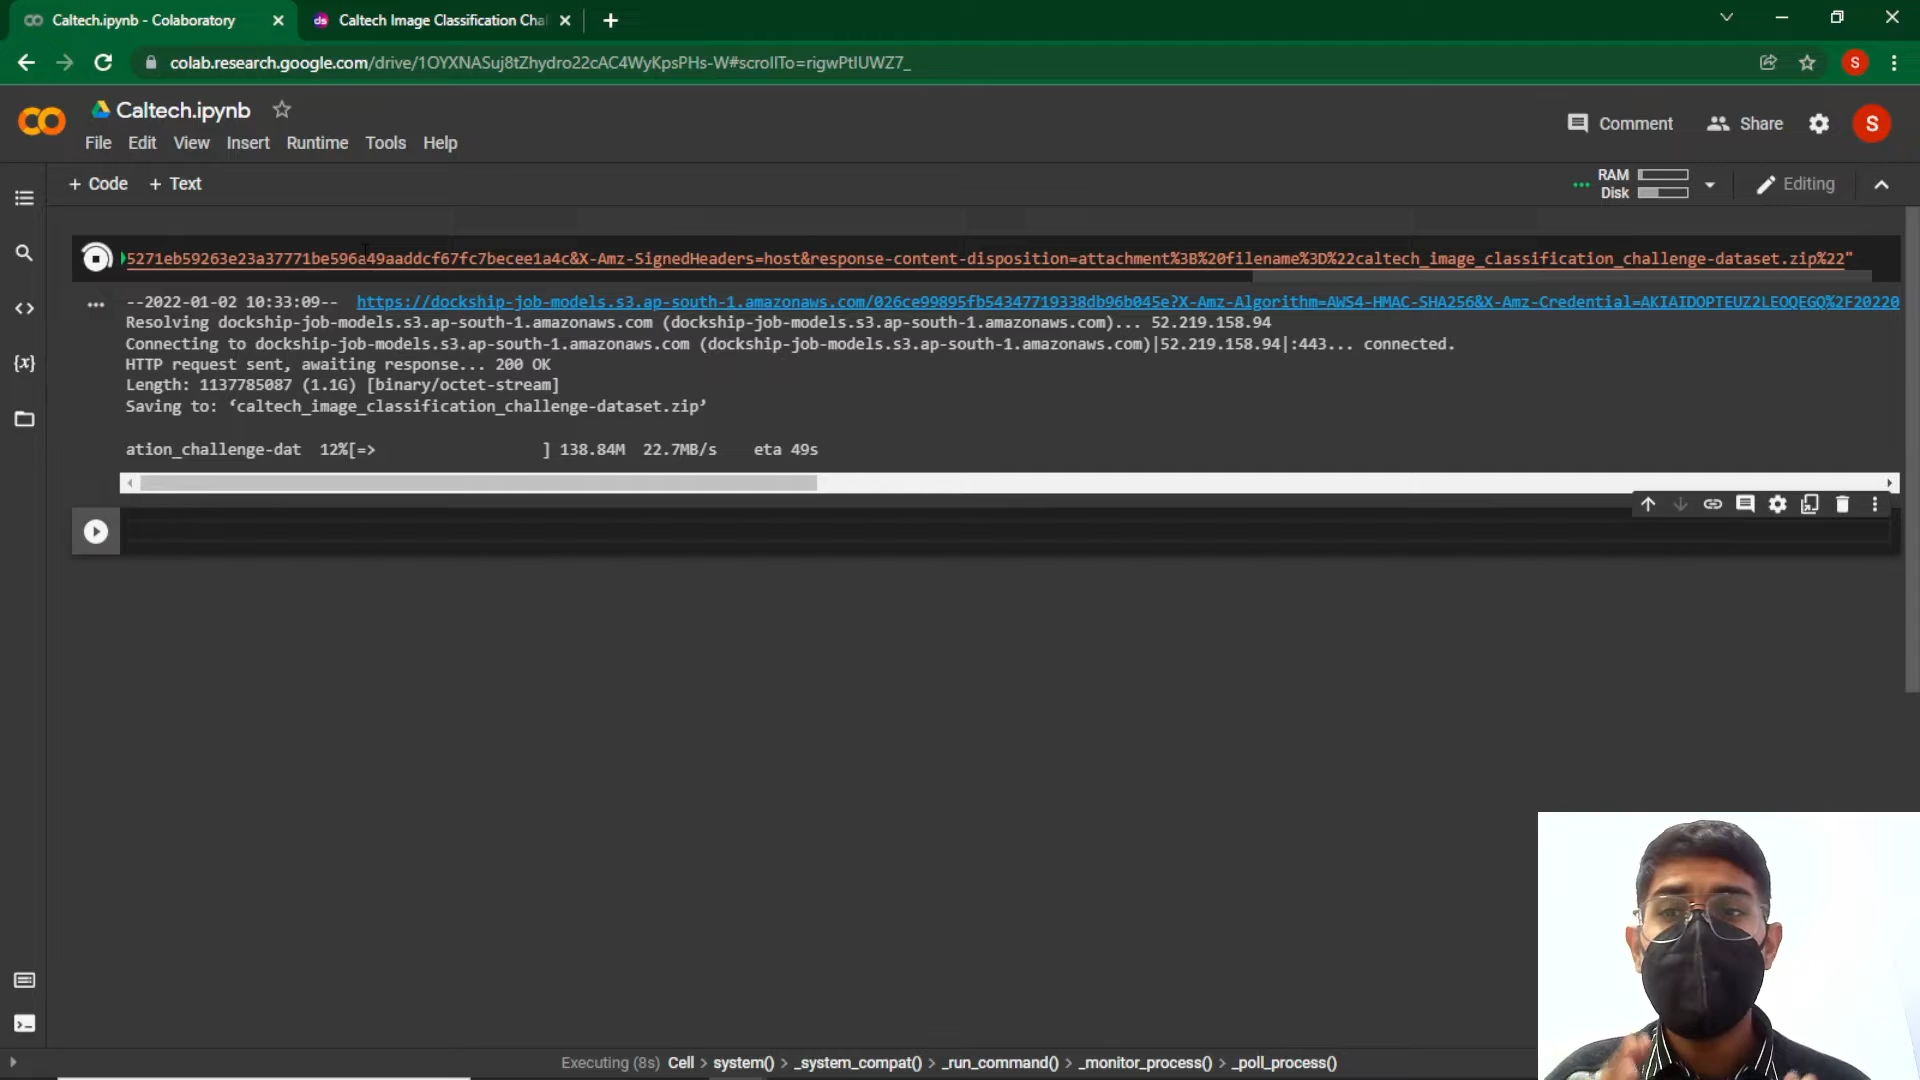 Caltech.ipynb - Colaboratory
Caltech Image Classification Cha
colab.research.google.com/drive/1OYXNASuj8tZhydro22cAC4WyKpsPHs-W#scrollTo=rigwPtIUWZ7_
S
Caltech.ipynb
Comment
Share
S
File Edit View Insert Runtime Tools Help
+ Code + Text
RAM
Disk
Editing
5271eb59263e23a37771be596a49aaddcf67fc7becee1a4c&X-Amz-SignedHeaders=host&response-content-disposition=attachment%3B%20filename%3D%22caltech_image_classification_challenge-dataset.zip%22"
--2022-01-02 10:33:09-- https://dockship-job-models.s3.ap-south-1.amazonaws.com/026ce99895fb54347719338db96b045e?X-Amz-Algorithm=AWS4-HMAC-SHA256&X-Amz-Credential=AKIAIDOPTEUZ2LEOQEGQ%2F20220
Resolving dockship-job-models.s3.ap-south-1.amazonaws.com (dockship-job-models.s3.ap-south-1.amazonaws.com)... 52.219.158.94
Connecting to dockship-job-models.s3.ap-south-1.amazonaws.com (dockship-job-models.s3.ap-south-1.amazonaws.com)|52.219.158.94|:443... connected.
HTTP request sent, awaiting response... 200 OK
Length: 1137785087 (1.1G) [binary/octet-stream]
Saving to: ‘caltech_image_classification_challenge-dataset.zip’
ation_challenge-dat 12%[=> ] 138.84M 22.7MB/s eta 49s
Executing (8s) Cell > system() > _system_compat() > _run_command() > _monitor_process() > _poll_process()